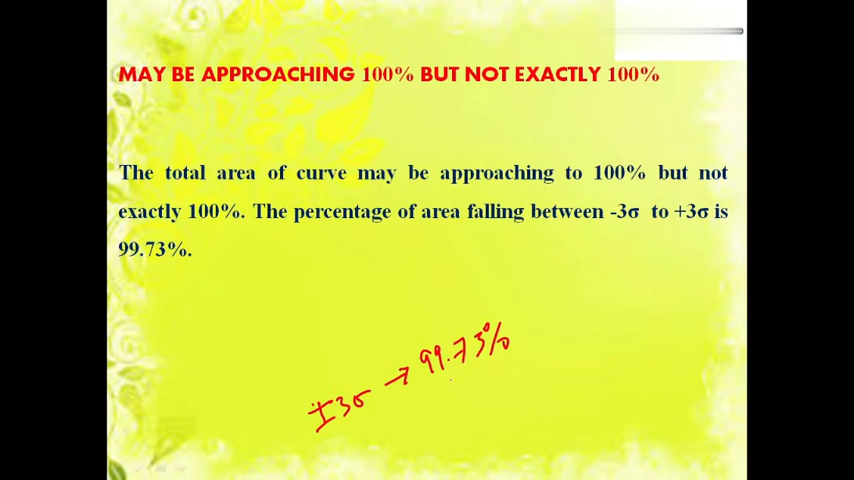 MAY BE APPROACHING 100% BUT NOT EXACTLY 100%
The total area of curve may be approaching to 100% but not
exactly 100%. The percentage of area falling between -3σ to +3σ is
99.73%.
±3σ → 99.73%